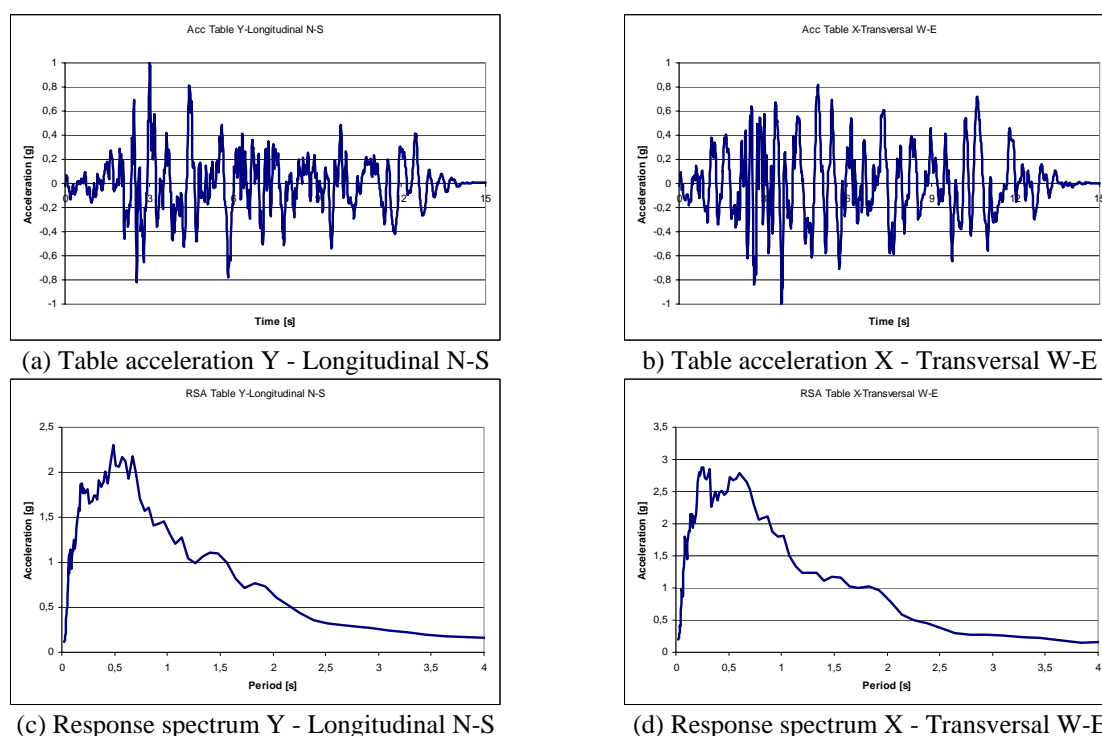 Acc Table Y-Longitudinal N-S
1
0,8
0,6
0,4
0,2
0
-0,2
-0,4
-0,6
-0,8
-1
0 3 6 9 12 15
Acceleration [g]
Time [s]
(a) Table acceleration Y - Longitudinal N-S
Acc Table X-Transversal W-E
1
0,8
0,6
0,4
0,2
0
-0,2
-0,4
-0,6
-0,8
-1
0 3 6 9 12 15
Acceleration [g]
Time [s]
b) Table acceleration X - Transversal W-E
RSA Table Y-Longitudinal N-S
2,5
2
1,5
1
0,5
0
0 0,5 1 1,5 2 2,5 3 3,5 4
Acceleration [g]
Period [s]
(c) Response spectrum Y - Longitudinal N-S
RSA Table X-Transversal W-E
3,5
3
2,5
2
1,5
1
0,5
0
0 0,5 1 1,5 2 2,5 3 3,5 4
Acceleration [g]
Period [s]
(d) Response spectrum X - Transversal W-E